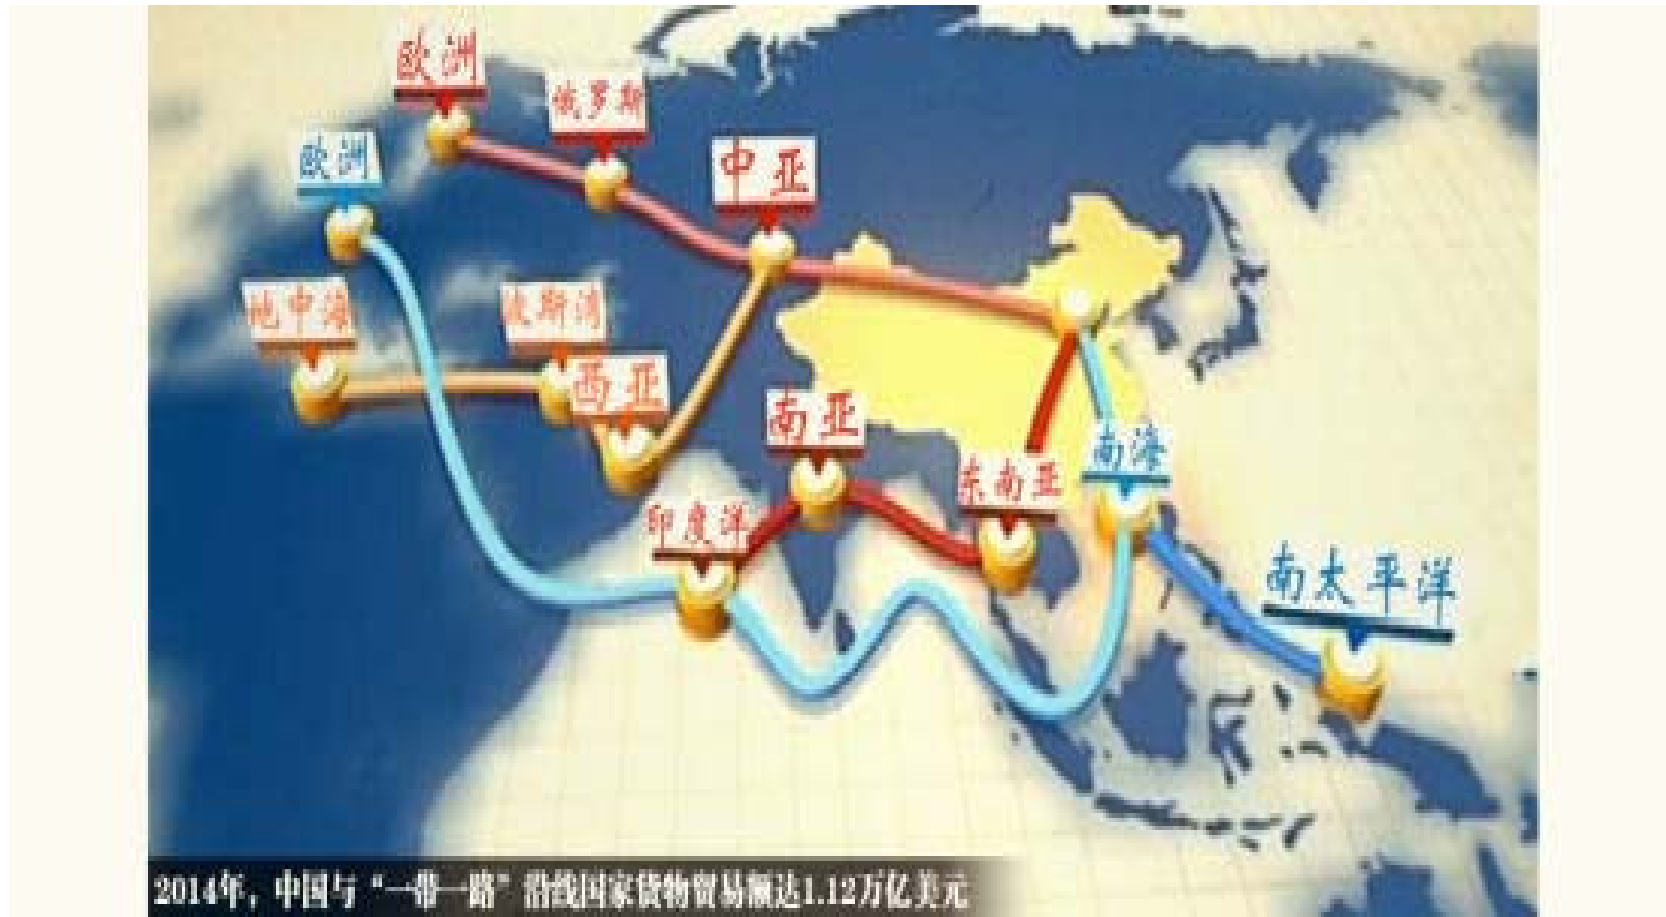 欧洲
俄罗斯
欧洲
中亚
地中海
波斯湾
西亚
南亚
南海
东南亚
印度洋
南太平洋
2014年，中国与“一带一路”沿线国家货物贸易额达1.12万亿美元